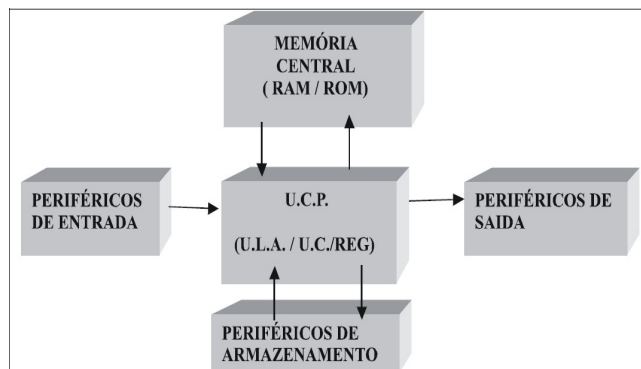 MEMÓRIA
CENTRAL
( RAM / ROM)
PERIFÉRICOS
DE ENTRADA
U.C.P.
(U.L.A. / U.C./REG)
PERIFÉRICOS DE
SAIDA
PERIFÉRICOS DE
ARMAZENAMENTO